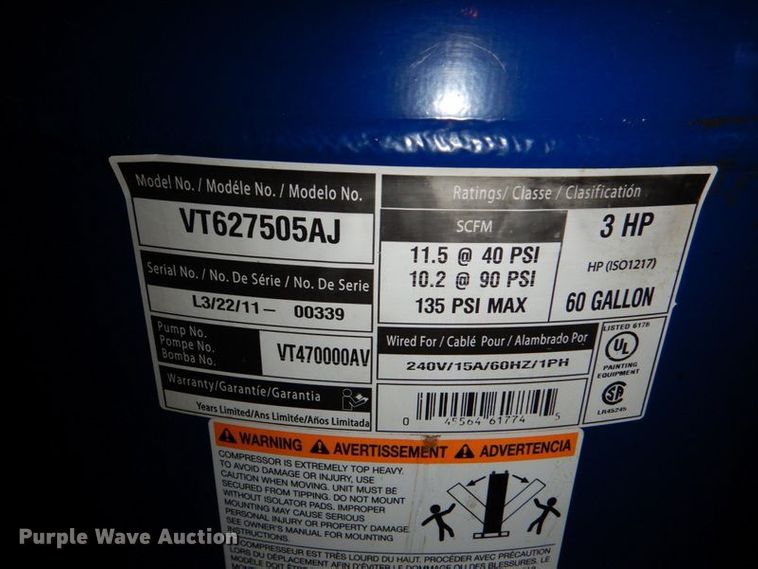 Model No. / Modéle No. / Modelo No.
VT627505AJ
Serial No. / No. De Série / No. De Serie
L3/22/11 - 00339
Pump No.
Pompe No.
Bomba No.
VT470000AV
Warranty/Garantíe/Garantia
Years Limited/Ans Limitée/Años Limitada
Ratings/ Classe / Clasificatión
SCFM
11.5 @ 40 PSI
10.2 @ 90 PSI
135 PSI MAX
3 HP
HP (ISO1217)
60 GALLON
Wired For / Cablé Pour / Alambrado Por
240V/15A/60HZ/1PH
0 45564 61774 5
LISTED 6178
UL
PAINTING
EQUIPMENT
SA
LR45245
WARNING AVERTISSEMENT ADVERTENCIA
COMPRESSOR IS EXTREMELY TOP HEAVY.
TO AVOID DAMAGE OR INJURY, USE
CAUTION WHEN MOVING. UNIT MUST BE
SECURED FROM TIPPING. DO NOT MOUNT
WITHOUT ISOLATOR PADS. IMPROPER
MOUNTING MAY CAUSE SERIOUS
PERSONAL INJURY OR PROPERTY DAMAGE.
SEE OWNER'S MANUAL FOR MOUNTING
INSTRUCTIONS.
COMPRESSEUR EST TRÈS LOURD DU HAUT. PROCÉDER AVEC PRÉCAUTION
LORS DU DÉPLACEMENT AFIN D'ÉVITER LE DOMMAGE OU DES BLESSURES. LE
Purple Wave Auction